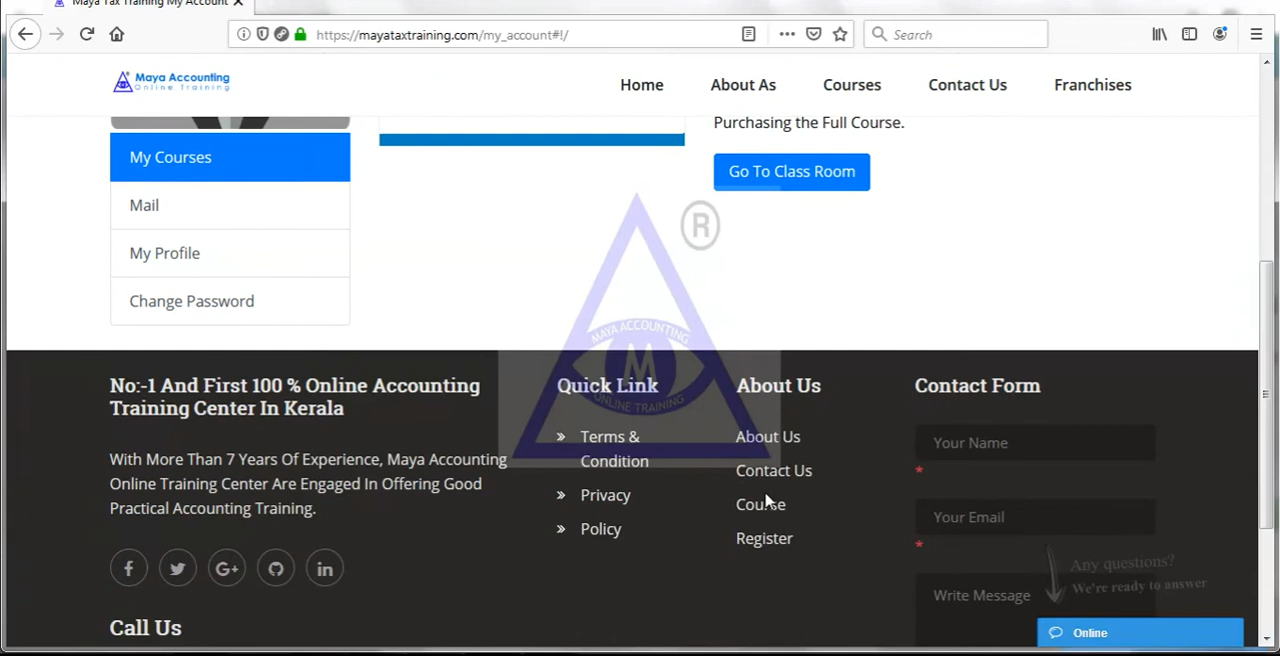 Maya Tax Training My Account
https://mayataxtraining.com/my_account#!/
Search
Maya Accounting
Online Training
Home
About As
Courses
Contact Us
Franchises
Purchasing the Full Course.
Go To Class Room
My Courses
Mail
My Profile
Change Password
®
MAYA ACCOUNTING
M
ONLINE TRAINING
No:-1 And First 100 % Online Accounting
Training Center In Kerala
With More Than 7 Years Of Experience, Maya Accounting
Online Training Center Are Engaged In Offering Good
Practical Accounting Training.
Call Us
Quick Link
» Terms &
Condition
» Privacy
» Policy
About Us
About Us
Contact Us
Course
Register
Contact Form
Your Name
*
Your Email
*
Write Message
Any questions?
We're ready to answer
Online